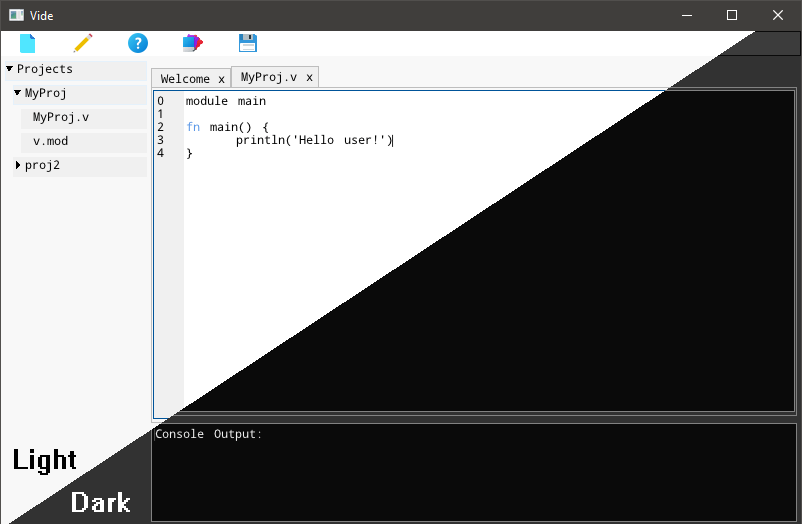 Vide
?
Projects
MyProj
MyProj.v
v.mod
proj2
Welcome x
MyProj.v x
0 module main
1
2 fn main() {
3 println('Hello user!')
4 }
Console Output:
Light
Dark